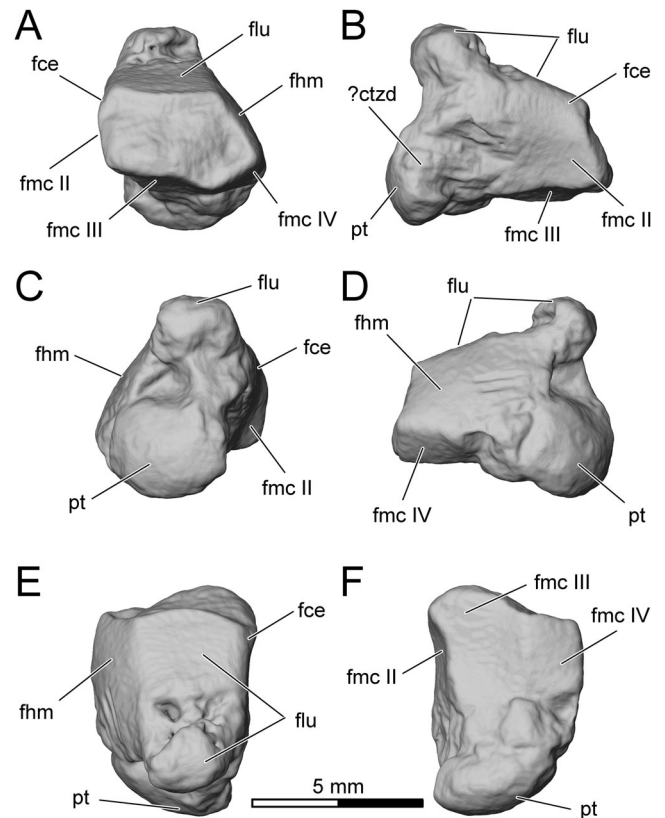 A
flu
fce
fhm
fmc II
fmc III
fmc IV
B
flu
fce
?ctzd
pt
fmc III
fmc II
C
flu
fhm
fce
pt
fmc II
D
flu
fhm
fmc IV
pt
E
fce
fhm
flu
pt
5 mm
F
fmc III
fmc IV
fmc II
pt